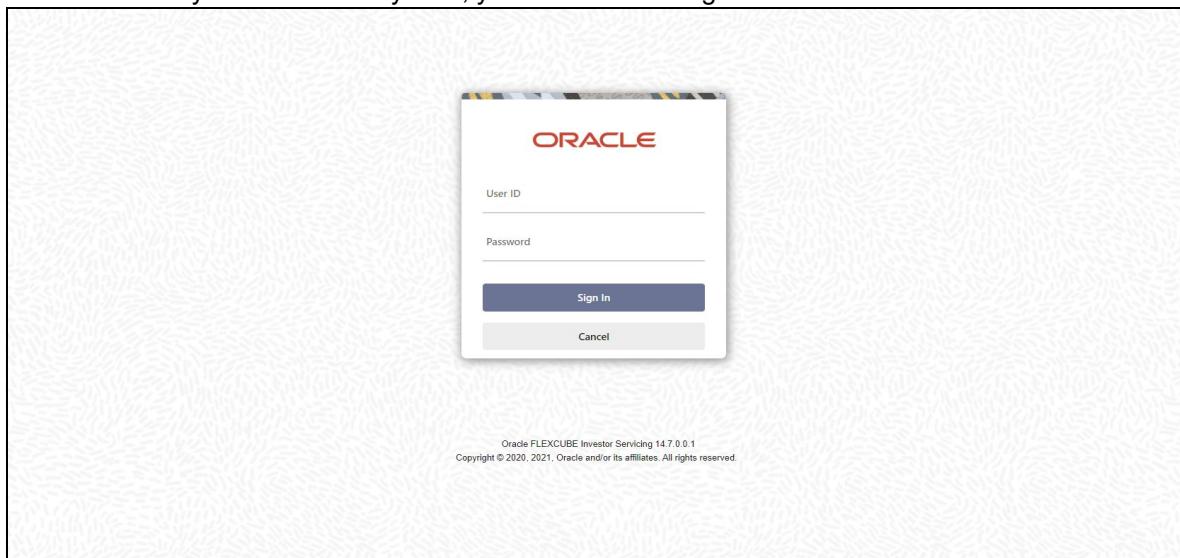 ORACLE
User ID
Password
Sign In
Cancel
Oracle FLEXCUBE Investor Servicing 14.7.0.0.1
Copyright © 2020, 2021, Oracle and/or its affiliates. All rights reserved.